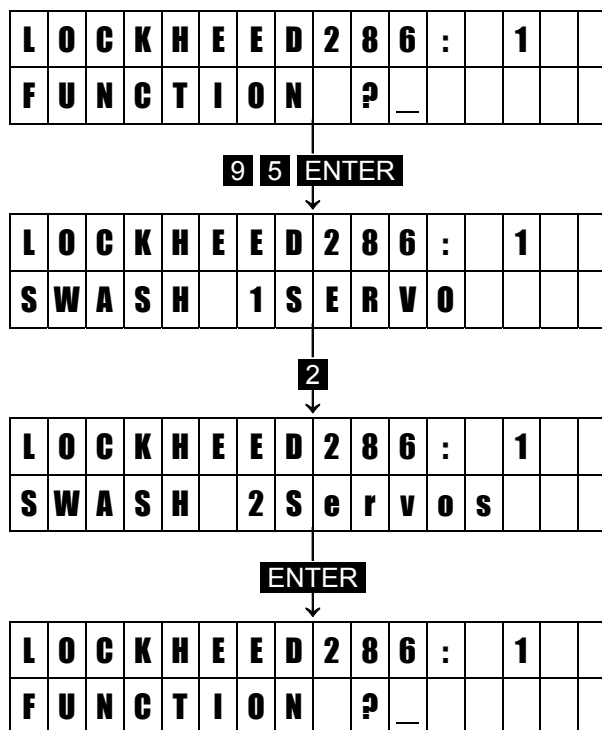 LOCKHEED286: 1
FUNCTION ?_
9 5 ENTER
LOCKHEED286: 1
SWASH 1SERVO
2
LOCKHEED286: 1
SWASH 2Servos
ENTER
LOCKHEED286: 1
FUNCTION ?_